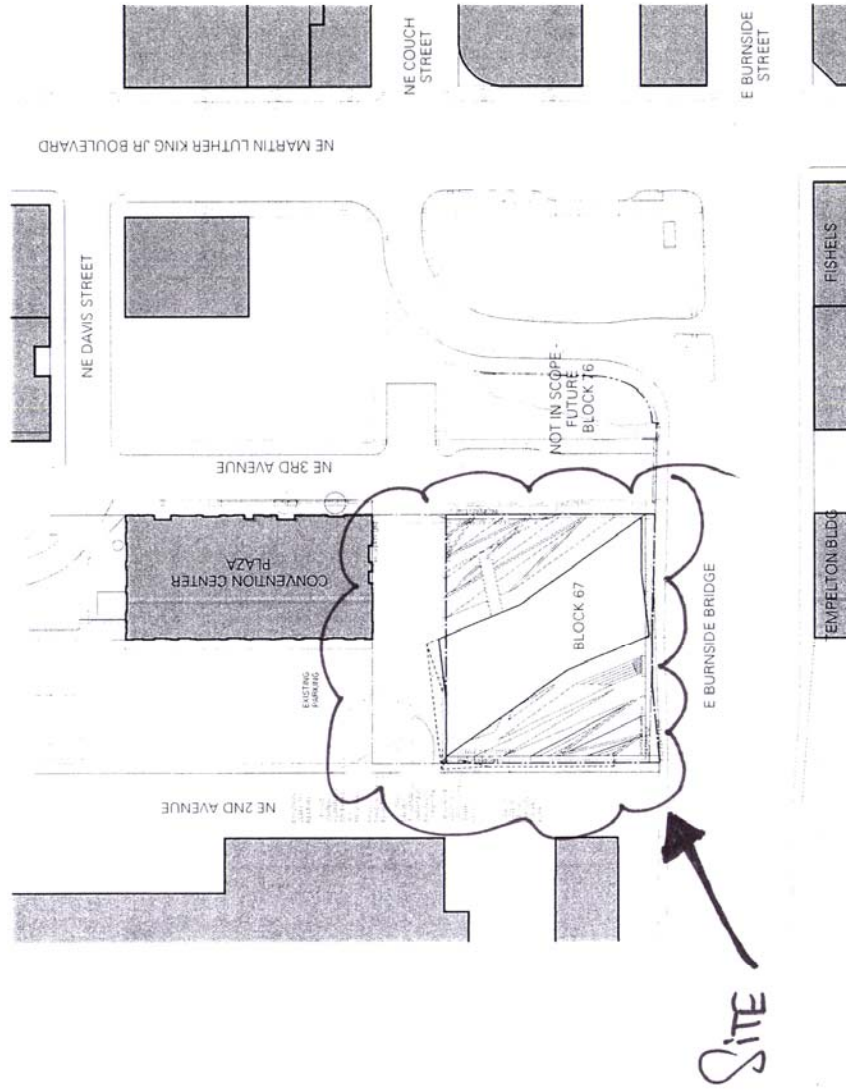 NE COUCH
STREET
E BURNSIDE
STREET
NE MARTIN LUTHER KING JR BOULEVARD
NE DAVIS STREET
FISHELS
NOT IN SCOPE -
FUTURE
BLOCK 76
NE 3RD AVENUE
CONVENTION CENTER
PLAZA
BLOCK 67
E BURNSIDE BRIDGE
TEMPELTON BLDG
EXISTING
PARKING
NE 2ND AVENUE
SITE